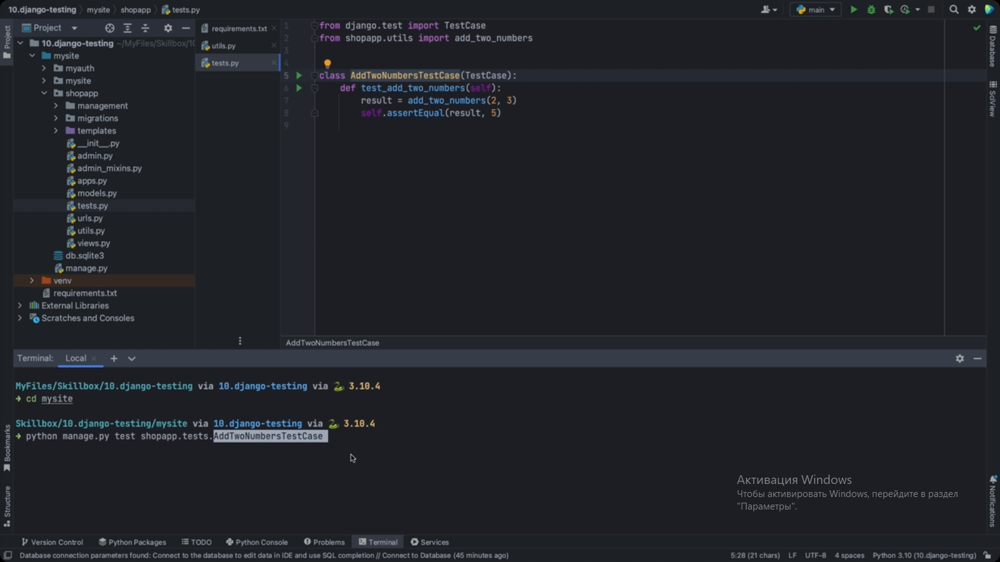 10.django-testing mysite shopapp tests.py
main
Project
Project
10.django-testing ~/MyFiles/Skillbox/10
mysite
myauth
mysite
shopapp
management
migrations
templates
__init__.py
admin.py
admin_mixins.py
apps.py
models.py
tests.py
urls.py
utils.py
views.py
db.sqlite3
manage.py
venv
requirements.txt
External Libraries
Scratches and Consoles
requirements.txt
utils.py
tests.py
1 from django.test import TestCase
2 from shopapp.utils import add_two_numbers
3
4
5 class AddTwoNumbersTestCase(TestCase):
6 def test_add_two_numbers(self):
7 result = add_two_numbers(2, 3)
8 self.assertEqual(result, 5)
9
AddTwoNumbersTestCase
Database
SciView
Notifications
Bookmarks
Structure
Terminal: Local
MyFiles/Skillbox/10.django-testing via 10.django-testing via 3.10.4
➜ cd mysite
Skillbox/10.django-testing/mysite via 10.django-testing via 3.10.4
➜ python manage.py test shopapp.tests.AddTwoNumbersTestCase
Активация Windows
Чтобы активировать Windows, перейдите в раздел
"Параметры".
Version Control Python Packages TODO Python Console Problems Terminal Services
Database connection parameters found: Connect to the database to edit data in IDE and use SQL completion // Connect to Database (45 minutes ago) 5:28 (21 chars) LF UTF-8 4 spaces Python 3.10 (10.django-testing)